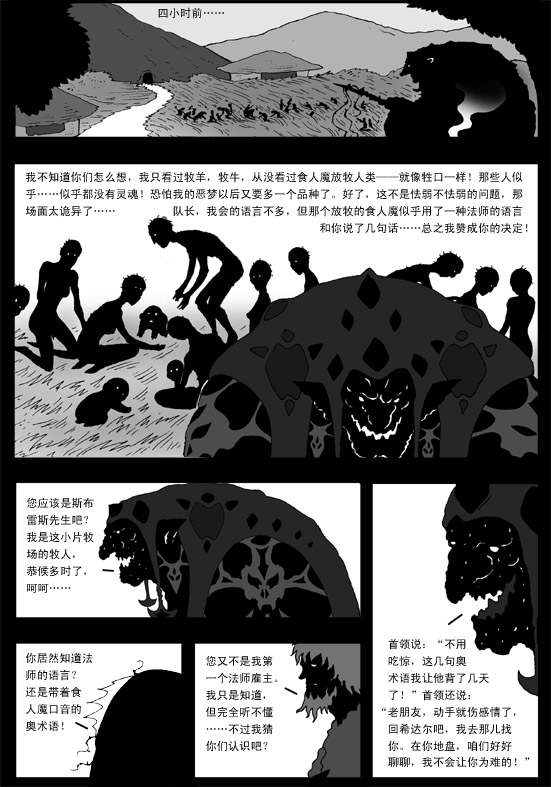 四小时前……
我不知道你们怎么想，我只看过牧羊，牧牛，从没看过食人魔放牧人类——就像牲口一样！那些人似
乎……似乎都没有灵魂！恐怕我的恶梦以后又要多一个品种了。好了，这不是怯弱不怯弱的问题，那
场面太诡异了……
队长，我会的语言不多，但那个放牧的食人魔似乎用了一种法师的语言
和你说了几句话……总之我赞成你的决定！
您应该是斯布
雷斯先生吧？
我是这小片牧
场的牧人，
恭候多时了，
呵呵……
你居然知道法
师的语言？
还是带着食
人魔口音的
奥术语！
您又不是我第
一个法师雇主。
我只是知道，
但完全听不懂
……不过我猜
你们认识吧？
首领说：“不用
吃惊，这几句奥
术语我让他背了几天
了！”首领还说：
“老朋友，动手就伤感情了，
回希达尔吧，我去那儿找
你。在你地盘，咱们好好
聊聊，我不会让你为难的！”